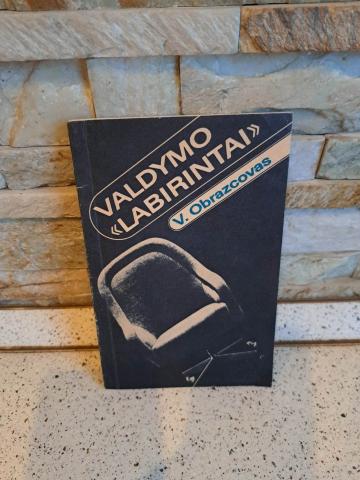 VALDYMO
«LABIRINTAI»
V. Obrazcovas